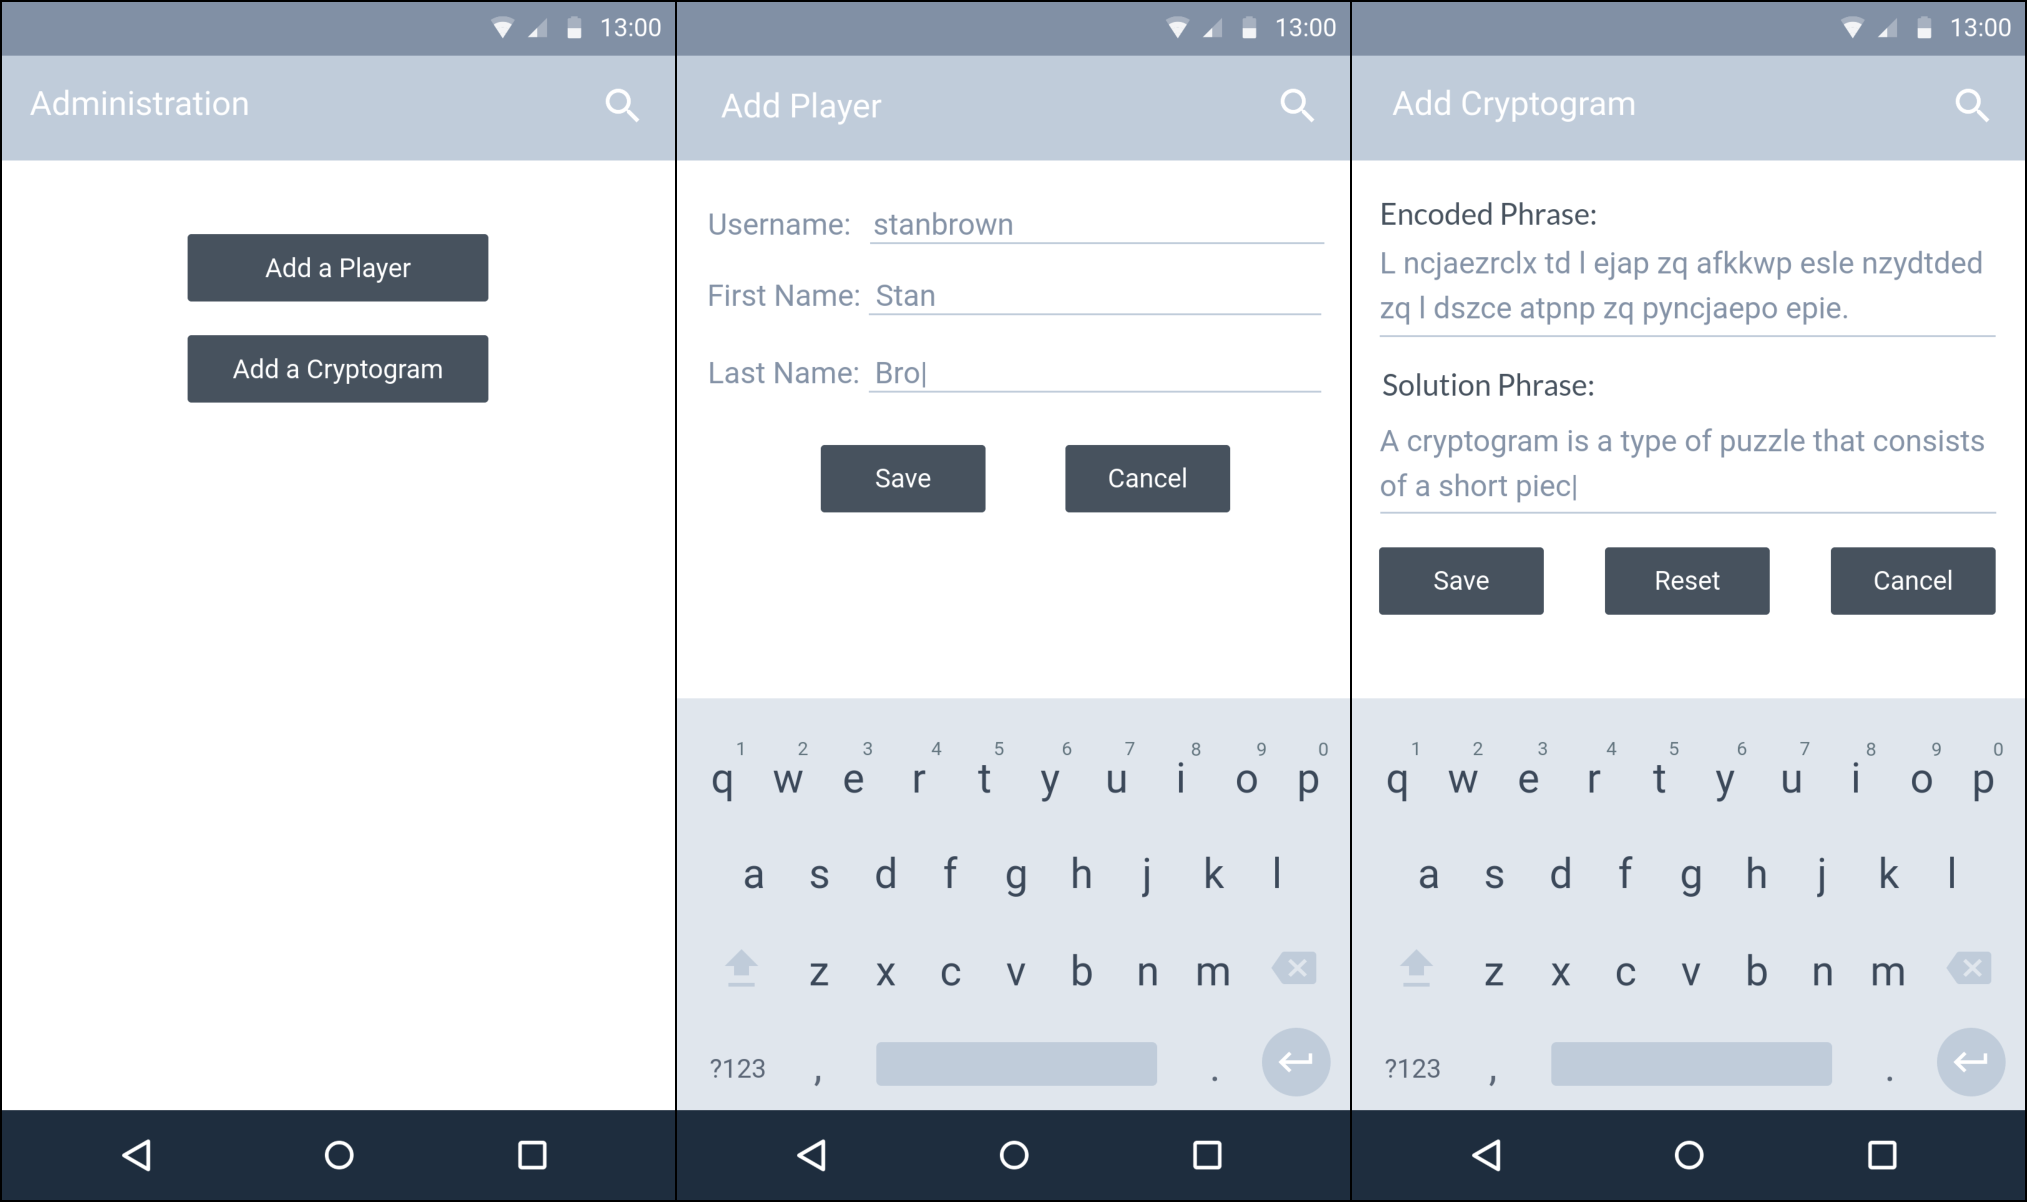 13:00
Administration
Add a Player
Add a Cryptogram
13:00
Add Player
Username: stanbrown
First Name: Stan
Last Name: Bro|
Save Cancel
1 2 3 4 5 6 7 8 9 0
q w e r t y u i o p
a s d f g h j k l
z x c v b n m
?123 , .
13:00
Add Cryptogram
Encoded Phrase:
L ncjaezrclx td l ejap zq afkkwp esle nzydtded
zq l dszce atpnp zq pyncjaepo epie.
Solution Phrase:
A cryptogram is a type of puzzle that consists
of a short piec|
Save Reset Cancel
1 2 3 4 5 6 7 8 9 0
q w e r t y u i o p
a s d f g h j k l
z x c v b n m
?123 , .